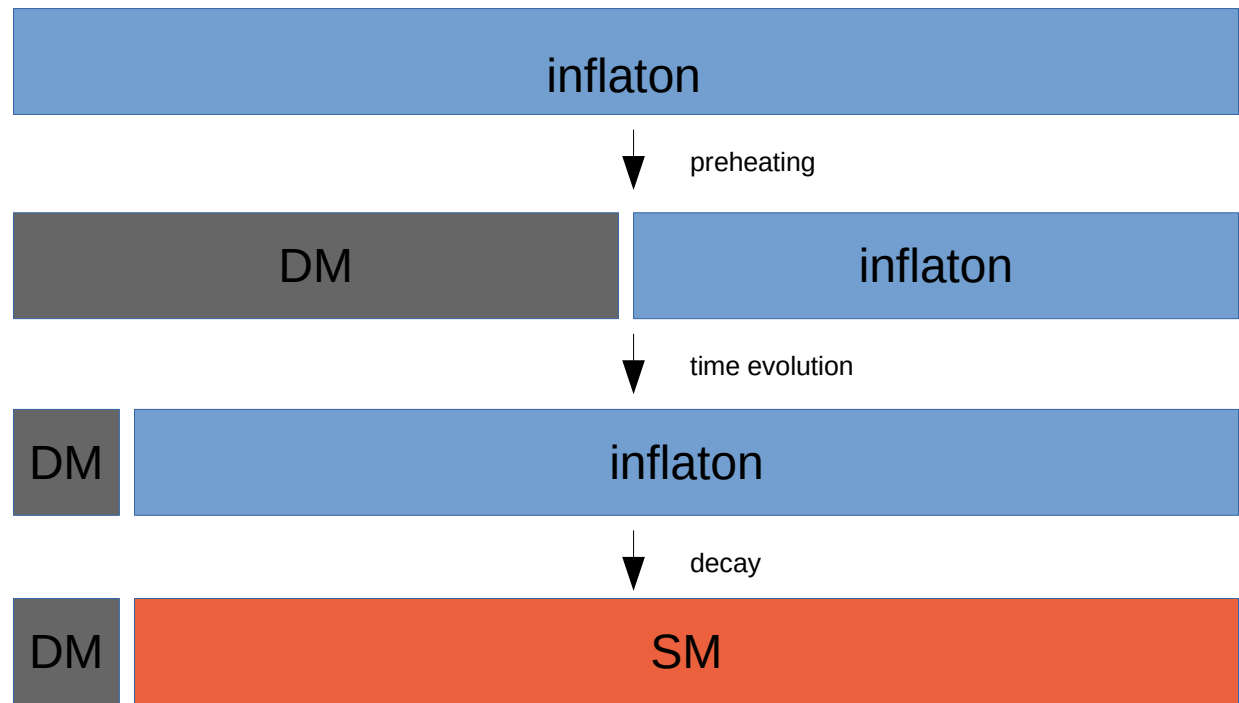 inflaton
preheating
DM inflaton
time evolution
DM inflaton
decay
DM SM